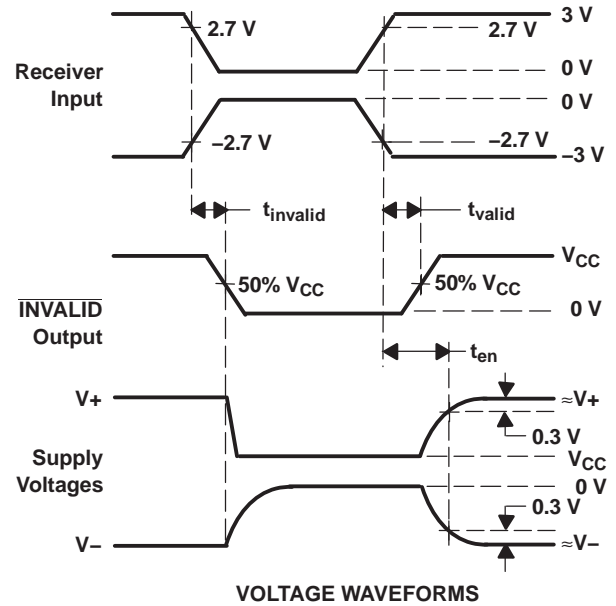 3 V
2.7 V
2.7 V
Receiver
Input
0 V
0 V
−2.7 V
−2.7 V
−3 V
tinvalid
tvalid
VCC
50% VCC
50% VCC
INVALID
Output
0 V
ten
V+
≈V+
0.3 V
Supply
Voltages
VCC
0 V
0.3 V
V−
≈V−
VOLTAGE WAVEFORMS